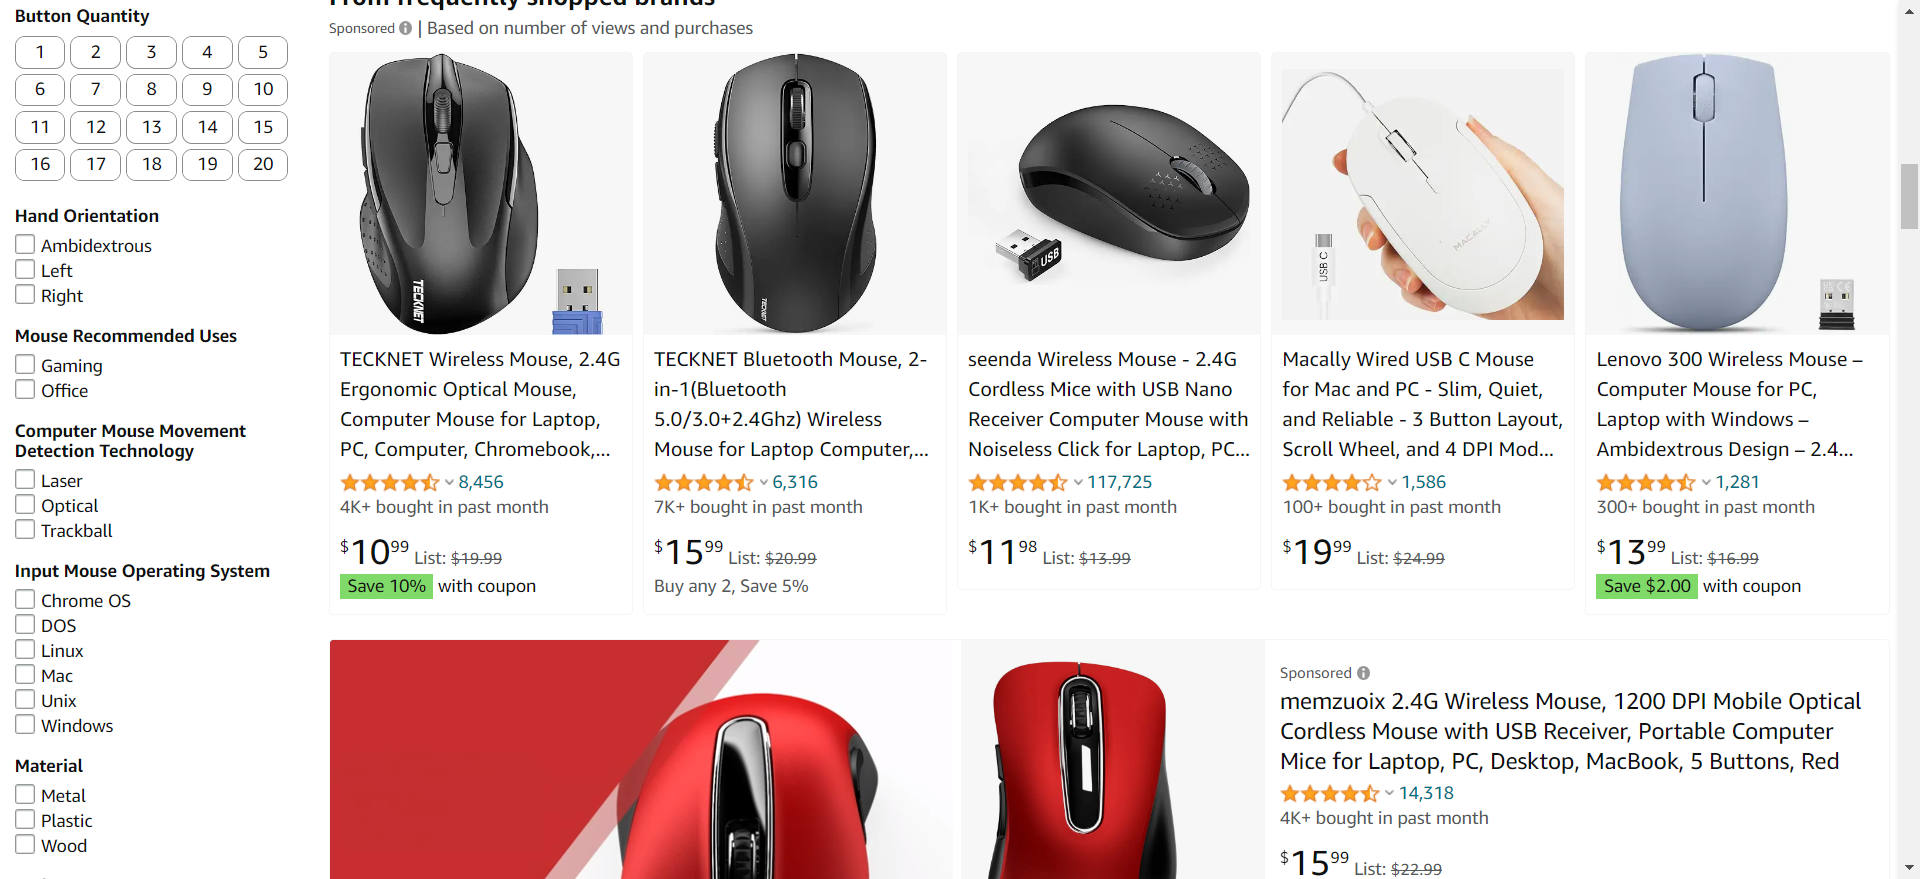 Button Quantity
1 2 3 4 5
6 7 8 9 10
11 12 13 14 15
16 17 18 19 20
Hand Orientation
Ambidextrous
Left
Right
Mouse Recommended Uses
Gaming
Office
Computer Mouse Movement
Detection Technology
Laser
Optical
Trackball
Input Mouse Operating System
Chrome OS
DOS
Linux
Mac
Unix
Windows
Material
Metal
Plastic
Wood
From frequently shopped brands
Sponsored | Based on number of views and purchases
TECKNET
TECKNET Wireless Mouse, 2.4G
Ergonomic Optical Mouse,
Computer Mouse for Laptop,
PC, Computer, Chromebook,...
8,456
4K+ bought in past month
$10.99 List: $19.99
Save 10% with coupon
TECKNET
TECKNET Bluetooth Mouse, 2-
in-1(Bluetooth
5.0/3.0+2.4Ghz) Wireless
Mouse for Laptop Computer,...
6,316
7K+ bought in past month
$15.99 List: $20.99
Buy any 2, Save 5%
USB
seenda Wireless Mouse - 2.4G
Cordless Mice with USB Nano
Receiver Computer Mouse with
Noiseless Click for Laptop, PC...
117,725
1K+ bought in past month
$11.98 List: $13.99
MACALLY
USB C
Macally Wired USB C Mouse
for Mac and PC - Slim, Quiet,
and Reliable - 3 Button Layout,
Scroll Wheel, and 4 DPI Mod...
1,586
100+ bought in past month
$19.99 List: $24.99
Lenovo 300 Wireless Mouse –
Computer Mouse for PC,
Laptop with Windows –
Ambidextrous Design – 2.4...
1,281
300+ bought in past month
$13.99 List: $16.99
Save $2.00 with coupon
Sponsored
memzuoix 2.4G Wireless Mouse, 1200 DPI Mobile Optical
Cordless Mouse with USB Receiver, Portable Computer
Mice for Laptop, PC, Desktop, MacBook, 5 Buttons, Red
14,318
4K+ bought in past month
$15.99 List: $22.99